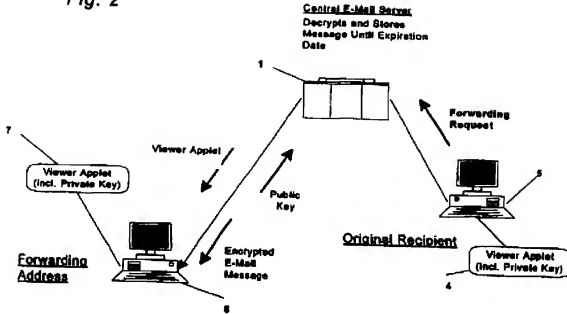 Fig. 2
Central E-Mail Server
Decrypts and Stores
Message Until Expiration
Date
1
Forwarding
Request
7
Viewer Applet
Viewer Applet
(incl. Private Key)
Public
Key
5
Original Recipient
Encrypted
E-Mail
Message
Viewer Applet
(incl. Private Key)
Forwarding
Address
4
6